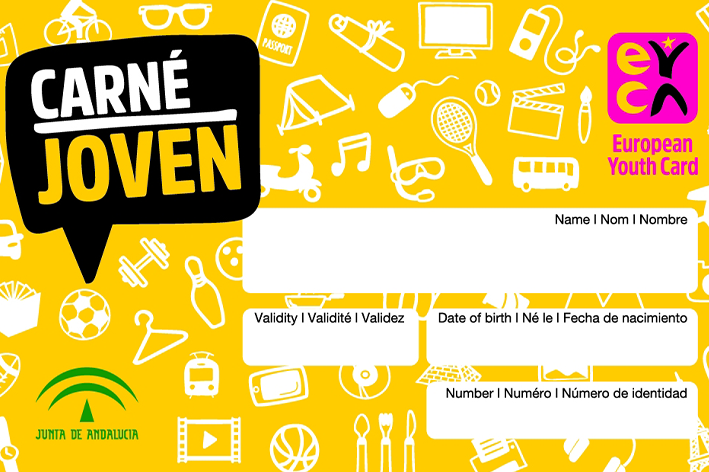 PASSPORT
CARNÉ
JOVEN
EYCA
European
Youth Card
Name I Nom I Nombre
Validity I Validité I Validez
Date of birth I Né le I Fecha de nacimiento
Number I Numéro I Número de identidad
JUNTA DE ANDALUCIA